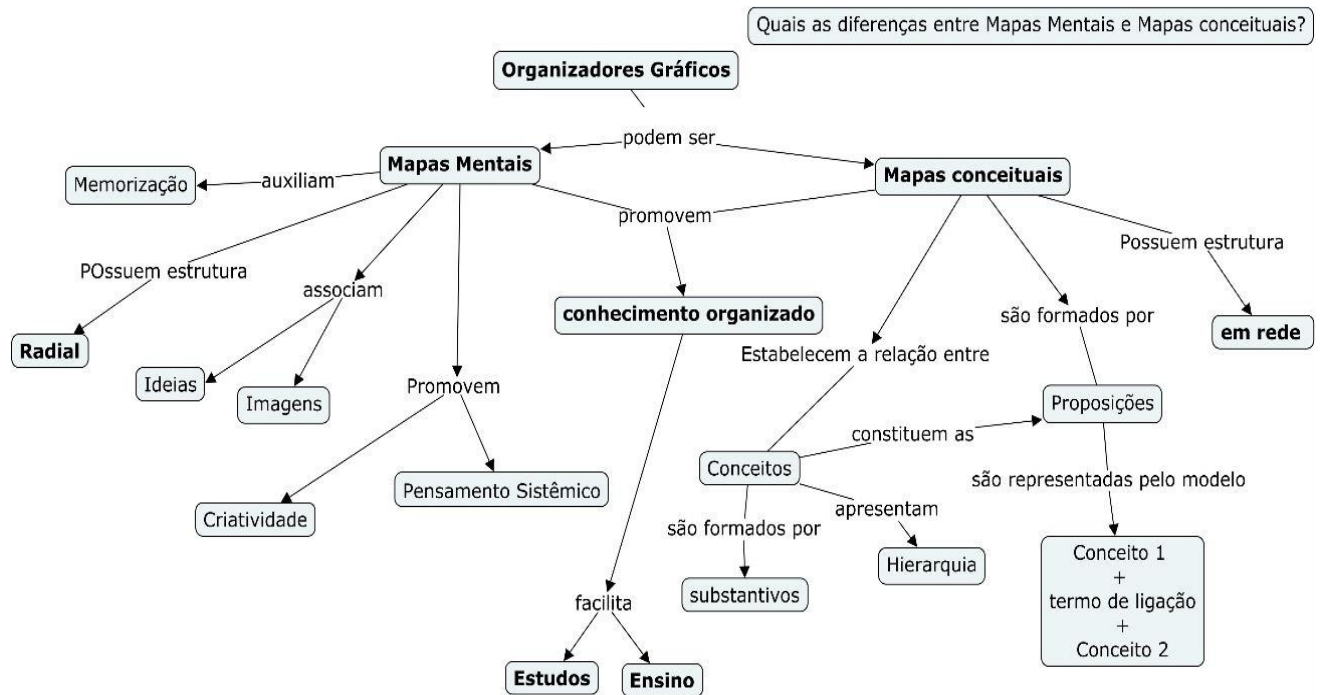 Quais as diferenças entre Mapas Mentais e Mapas conceituais?
Organizadores Gráficos
podem ser
Mapas Mentais
Mapas conceituais
Memorização
auxiliam
promovem
POssuem estrutura
associam
Possuem estrutura
Radial
Ideias
Imagens
Promovem
conhecimento organizado
Estabelecem a relação entre
são formados por
em rede
Criatividade
Pensamento Sistêmico
Conceitos
constituem as
Proposições
são formados por
apresentam
são representadas pelo modelo
substantivos
Hierarquia
Conceito 1
+
termo de ligação
+
Conceito 2
facilita
Estudos
Ensino